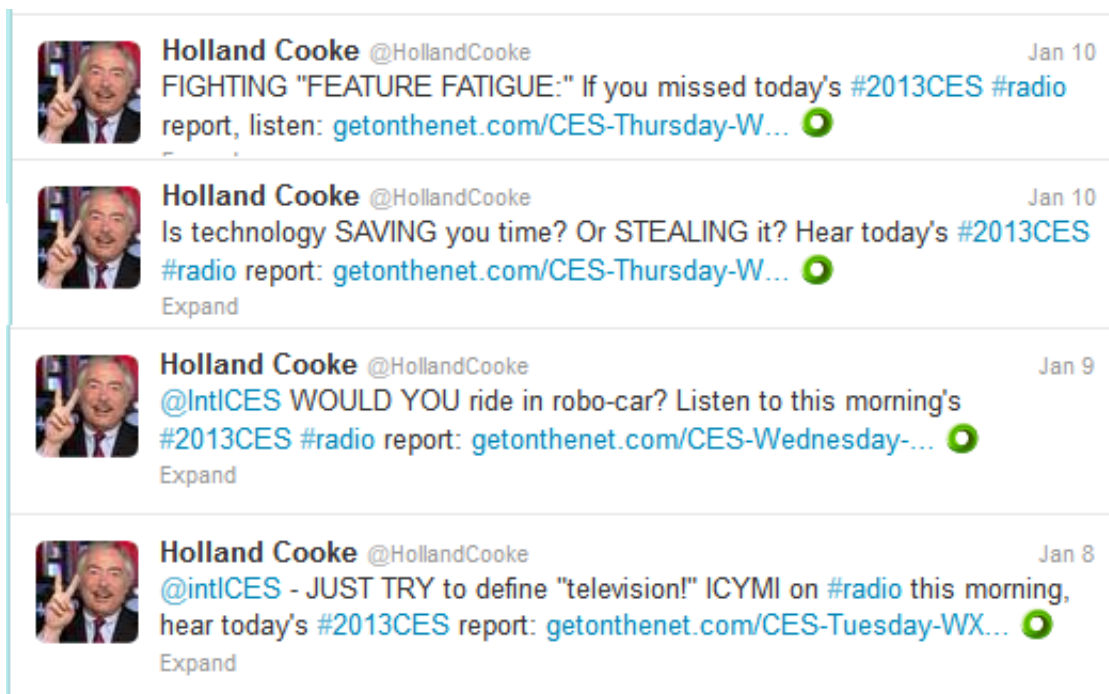 Holland Cooke @HollandCooke Jan 10
FIGHTING "FEATURE FATIGUE:" If you missed today's #2013CES #radio
report, listen: getonthenet.com/CES-Thursday-W...
Holland Cooke @HollandCooke Jan 10
Is technology SAVING you time? Or STEALING it? Hear today's #2013CES
#radio report: getonthenet.com/CES-Thursday-W...
Expand
Holland Cooke @HollandCooke Jan 9
@IntlCES WOULD YOU ride in robo-car? Listen to this morning's
#2013CES #radio report: getonthenet.com/CES-Wednesday-...
Expand
Holland Cooke @HollandCooke Jan 8
@intlCES - JUST TRY to define "television!" ICYMI on #radio this morning,
hear today's #2013CES report: getonthenet.com/CES-Tuesday-WX...
Expand